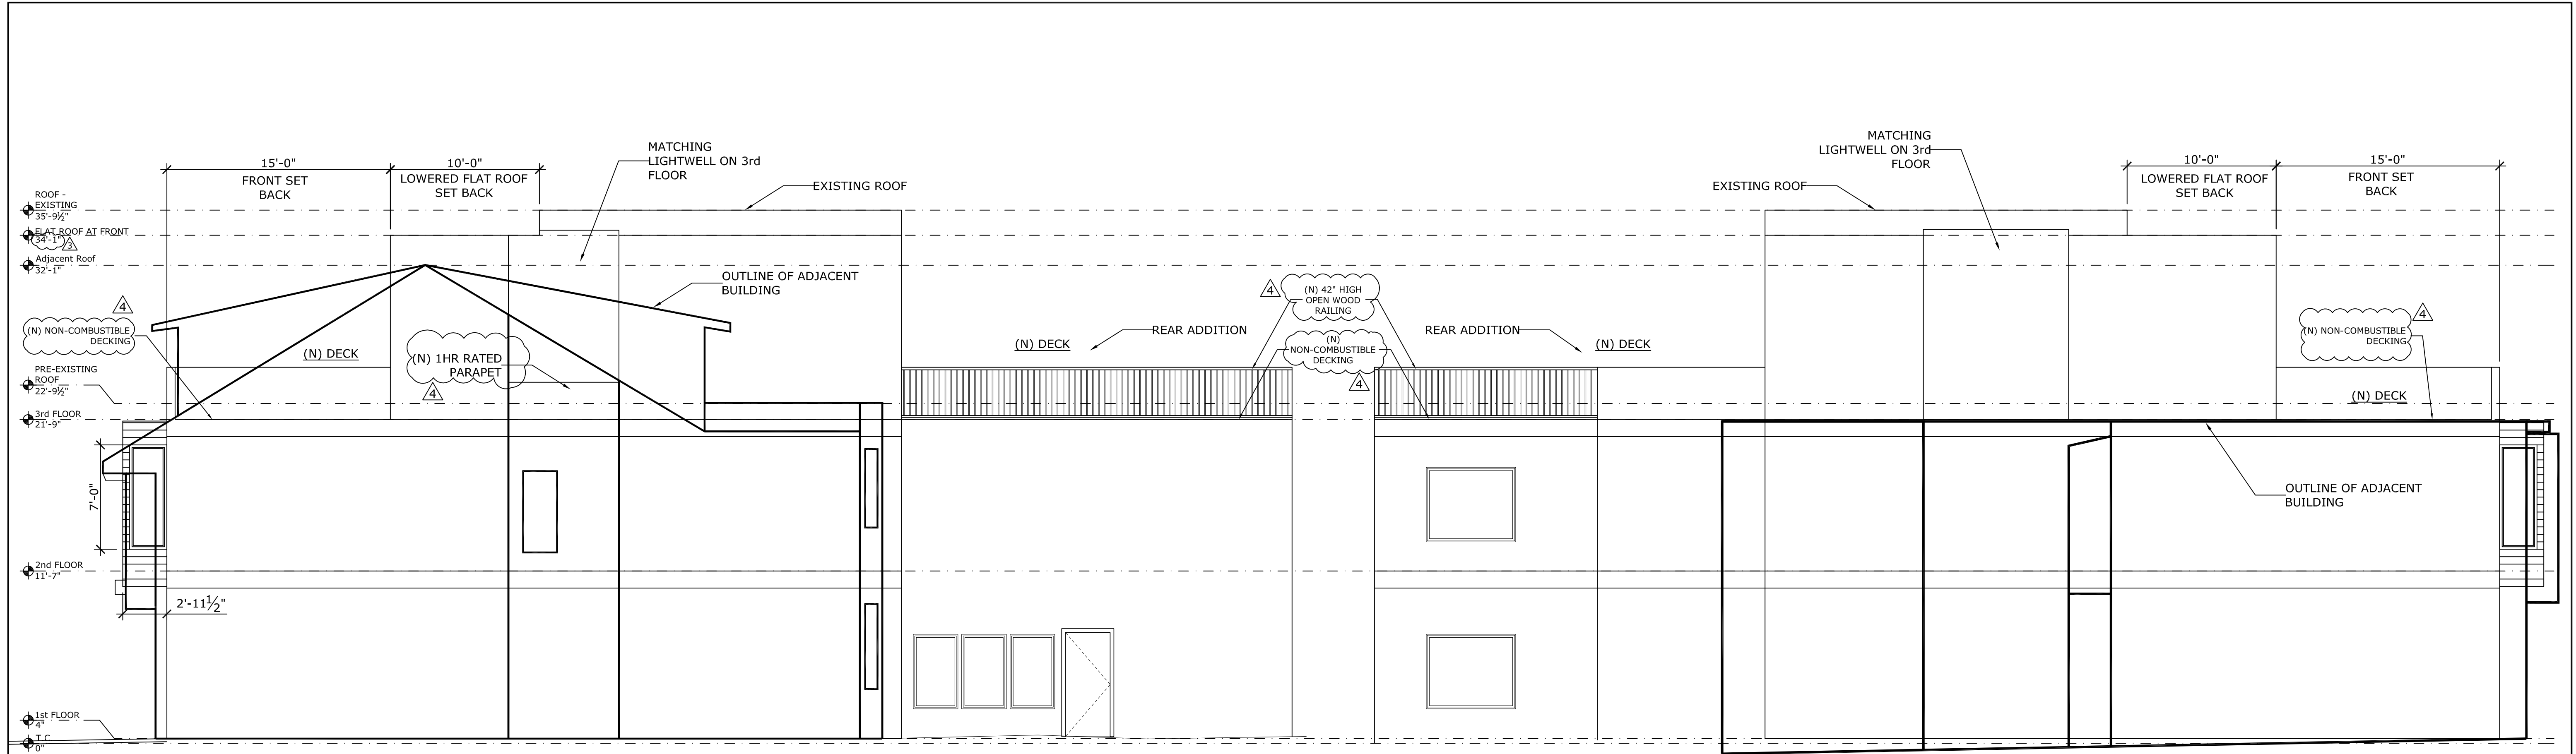 MATCHING
LIGHTWELL ON 3rd
FLOOR
MATCHING
LIGHTWELL ON 3rd
FLOOR
15'-0"
FRONT SET
BACK
10'-0"
LOWERED FLAT ROOF
SET BACK
EXISTING ROOF
EXISTING ROOF
10'-0"
LOWERED FLAT ROOF
SET BACK
15'-0"
FRONT SET
BACK
ROOF -
EXISTING
35'-9½"
FLAT ROOF AT FRONT
34'-1"
3
Adjacent Roof
32'-1"
OUTLINE OF ADJACENT
BUILDING
4
(N) NON-COMBUSTIBLE
DECKING
(N) DECK
(N) 1HR RATED
PARAPET
4
(N) DECK
REAR ADDITION
4
(N) 42" HIGH
OPEN WOOD
RAILING
(N)
NON-COMBUSTIBLE
DECKING
4
REAR ADDITION
(N) DECK
(N) NON-COMBUSTIBLE
DECKING
4
(N) DECK
PRE-EXISTING
ROOF
22'-9½"
3rd FLOOR
21'-9"
7'-0"
OUTLINE OF ADJACENT
BUILDING
2nd FLOOR
11'-7"
2'-11½"
1st FLOOR
4"
T.C.
0"